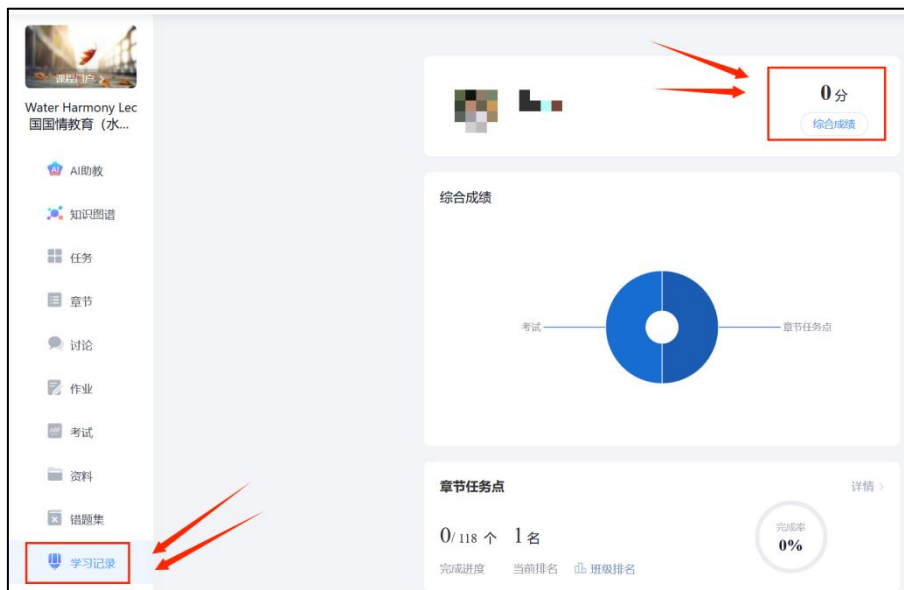 课程门户 >
Water Harmony Lec
国国情教育（水...
AI助教
知识图谱
任务
章节
讨论
作业
考试
资料
错题集
学习记录
0 分
综合成绩
综合成绩
考试
章节任务点
章节任务点
详情 >
0/ 118 个
1 名
完成进度
当前排名
班级排名
完成率
0%